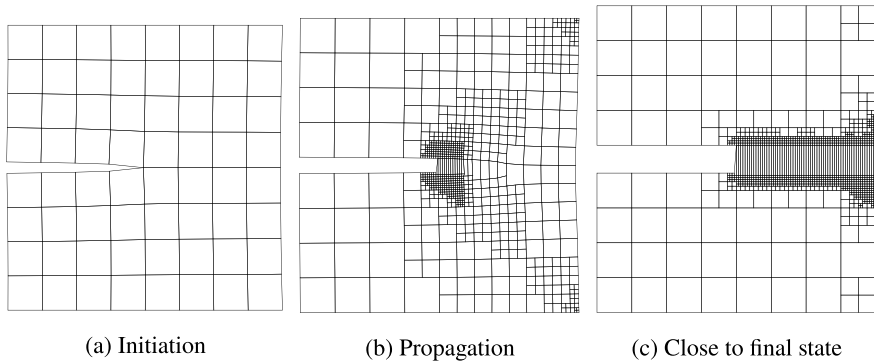 (a) Initiation
(b) Propagation
(c) Close to final state